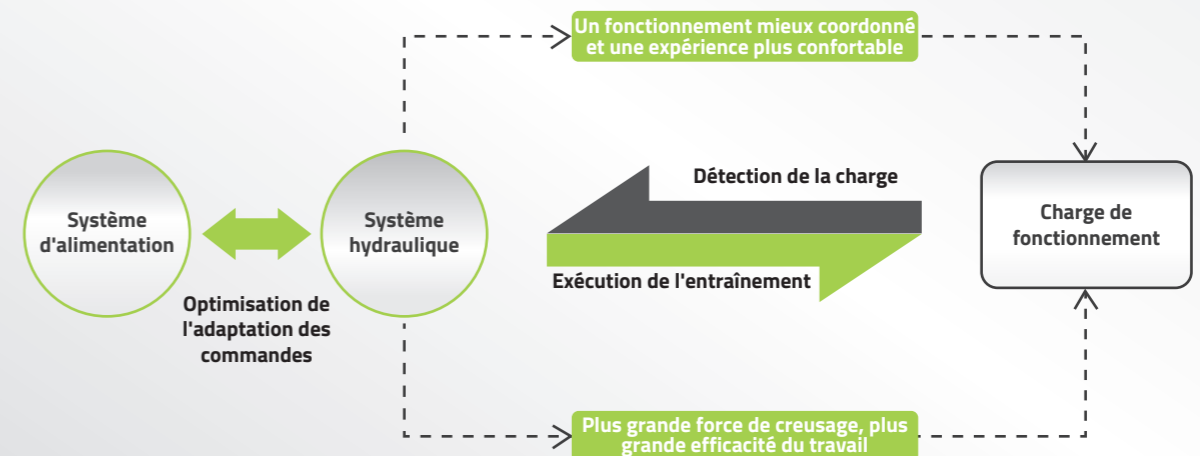 Un fonctionnement mieux coordonné
et une expérience plus confortable
Système
d'alimentation
Système
hydraulique
Détection de la charge
Charge de
fonctionnement
Exécution de l'entraînement
Optimisation de
l'adaptation des
commandes
Plus grande force de creusage, plus
grande efficacité du travail